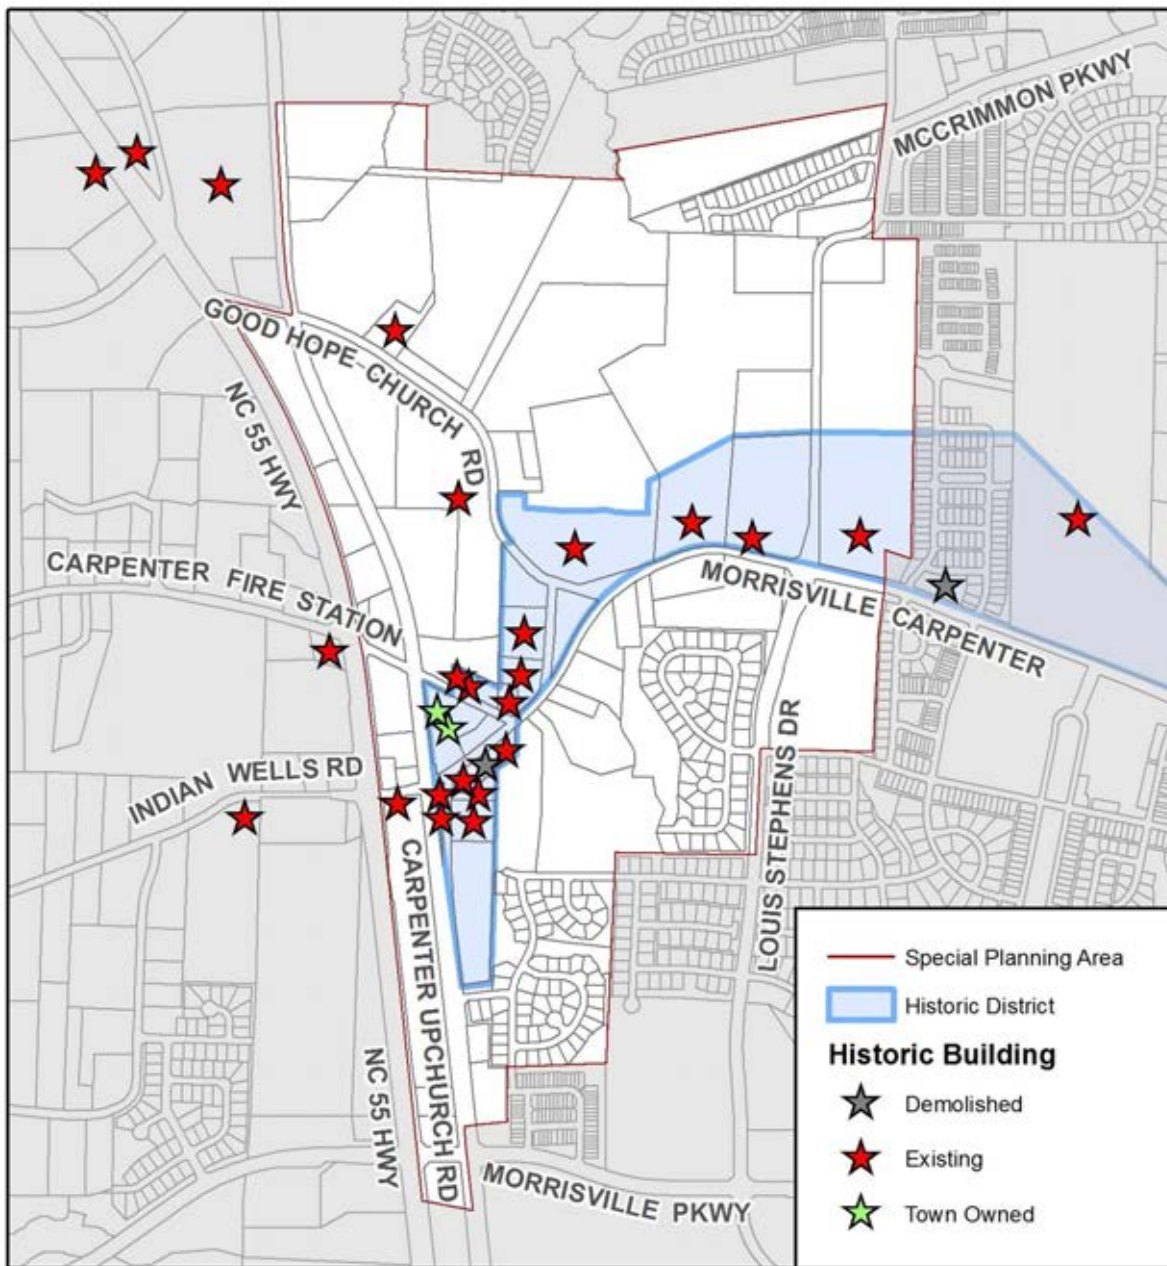 MCCRIMMON PKWY
GOOD HOPE CHURCH RD
NC 55 HWY
CARPENTER FIRE STATION
MORRISVILLE CARPENTER
INDIAN WELLS RD
LOUIS STEPHENS DR
CARPENTER UPCHURCH RD
NC 55 HWY
MORRISVILLE PKWY
Special Planning Area
Historic District
Historic Building
Demolished
Existing
Town Owned